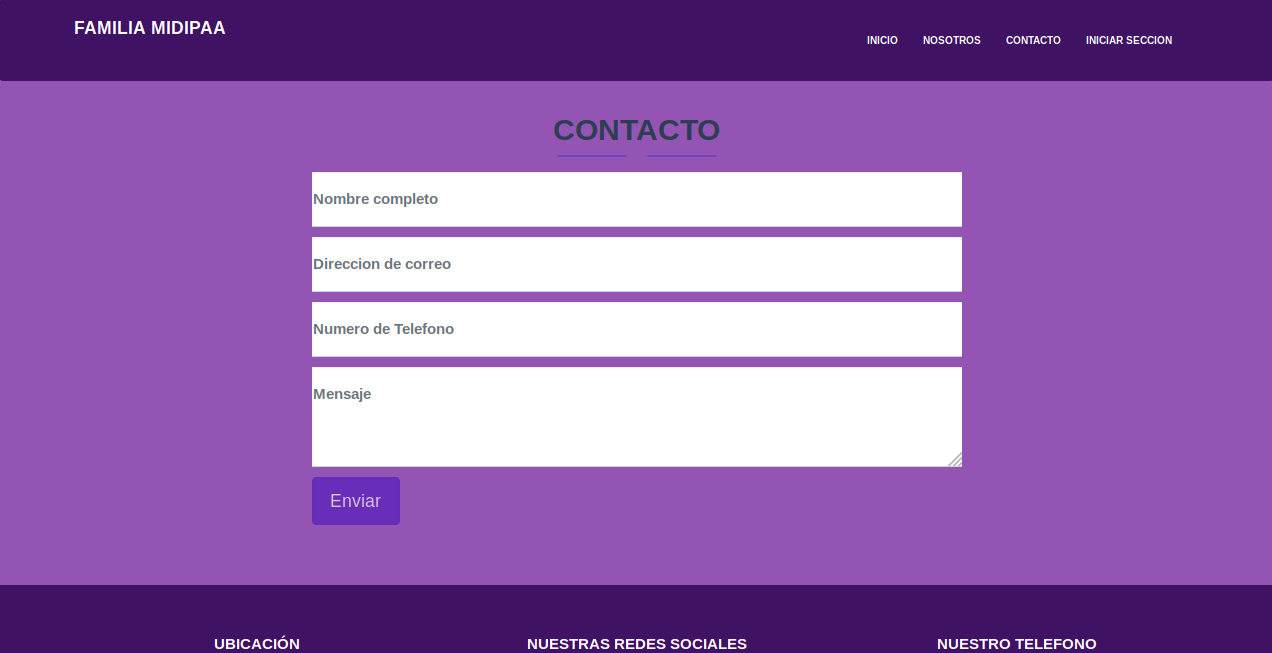 FAMILIA MIDIPAA
INICIO NOSOTROS CONTACTO INICIAR SECCION
CONTACTO
Nombre completo
Direccion de correo
Numero de Telefono
Mensaje
Enviar
UBICACIÓN NUESTRAS REDES SOCIALES NUESTRO TELEFONO